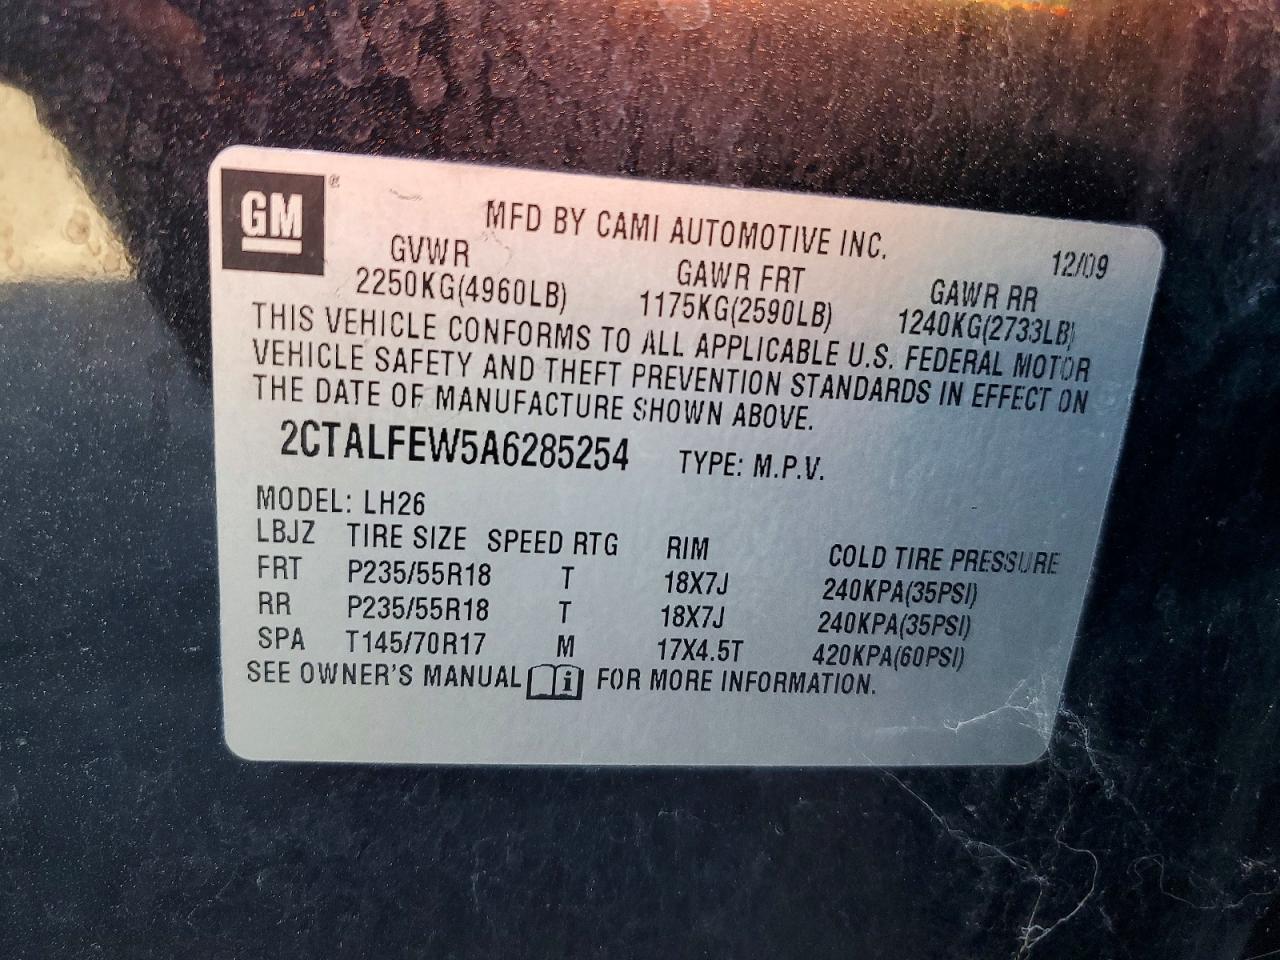 GM®
MFD BY CAMI AUTOMOTIVE INC.
12/09
GVWR GAWR FRT GAWR RR
2250KG(4960LB) 1175KG(2590LB) 1240KG(2733LB)
THIS VEHICLE CONFORMS TO ALL APPLICABLE U.S. FEDERAL MOTOR
VEHICLE SAFETY AND THEFT PREVENTION STANDARDS IN EFFECT ON
THE DATE OF MANUFACTURE SHOWN ABOVE.
2CTALFEW5A6285254 TYPE: M.P.V.
MODEL: LH26
LBJZ TIRE SIZE SPEED RTG RIM COLD TIRE PRESSURE
FRT P235/55R18 T 18X7J 240KPA(35PSI)
RR P235/55R18 T 18X7J 240KPA(35PSI)
SPA T145/70R17 M 17X4.5T 420KPA(60PSI)
SEE OWNER'S MANUAL i FOR MORE INFORMATION.